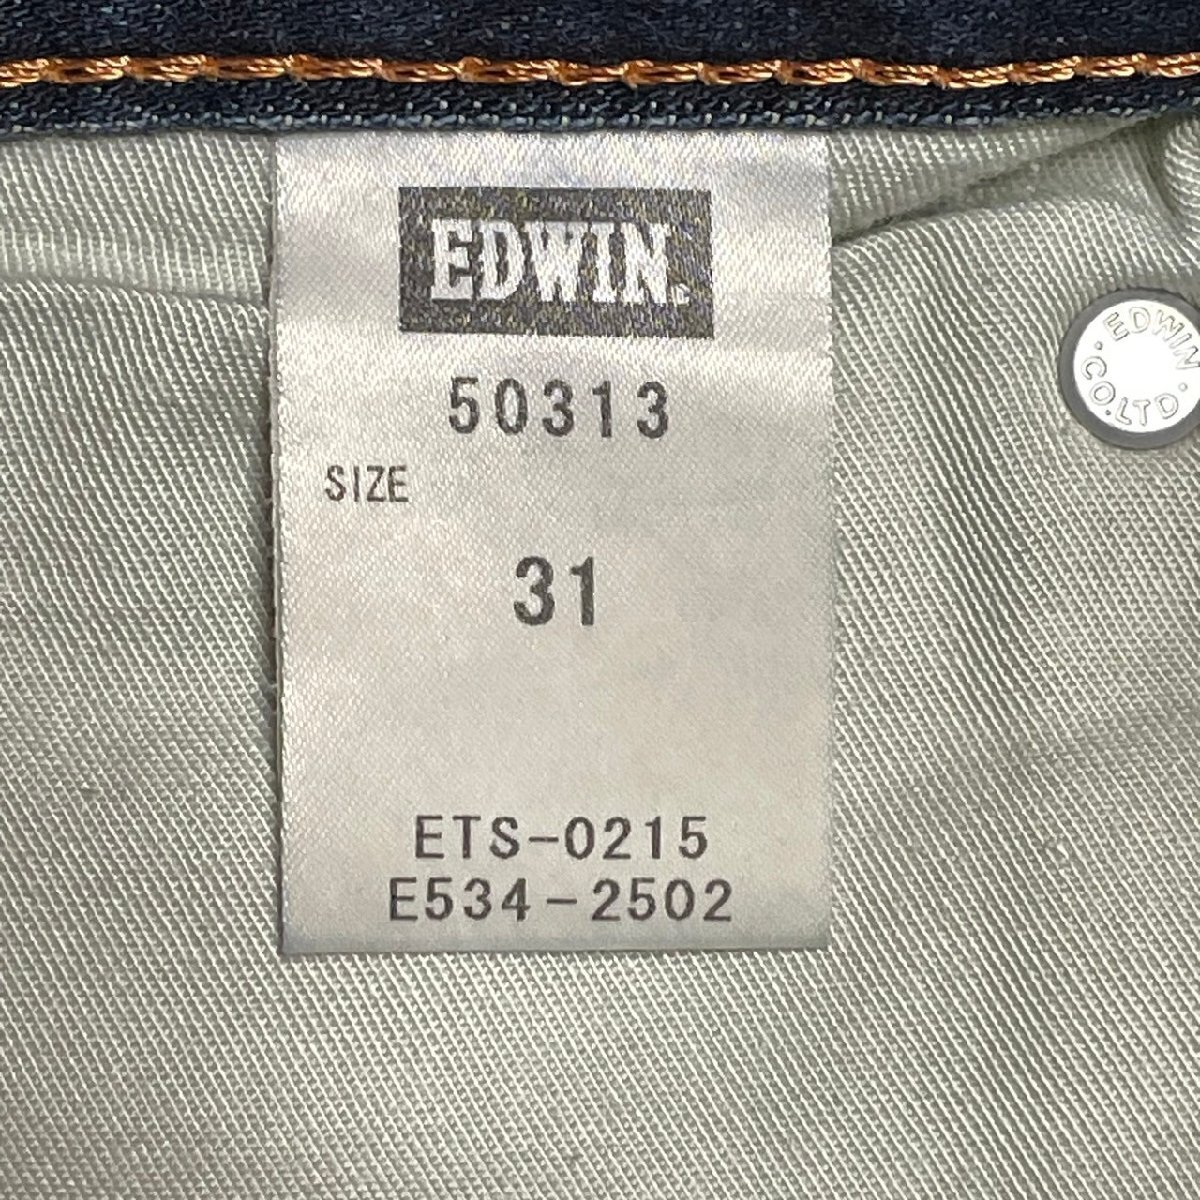 EDWIN.
50313
SIZE
31
ETS-0215
E534-2502
EDWIN
·CO.LTD.